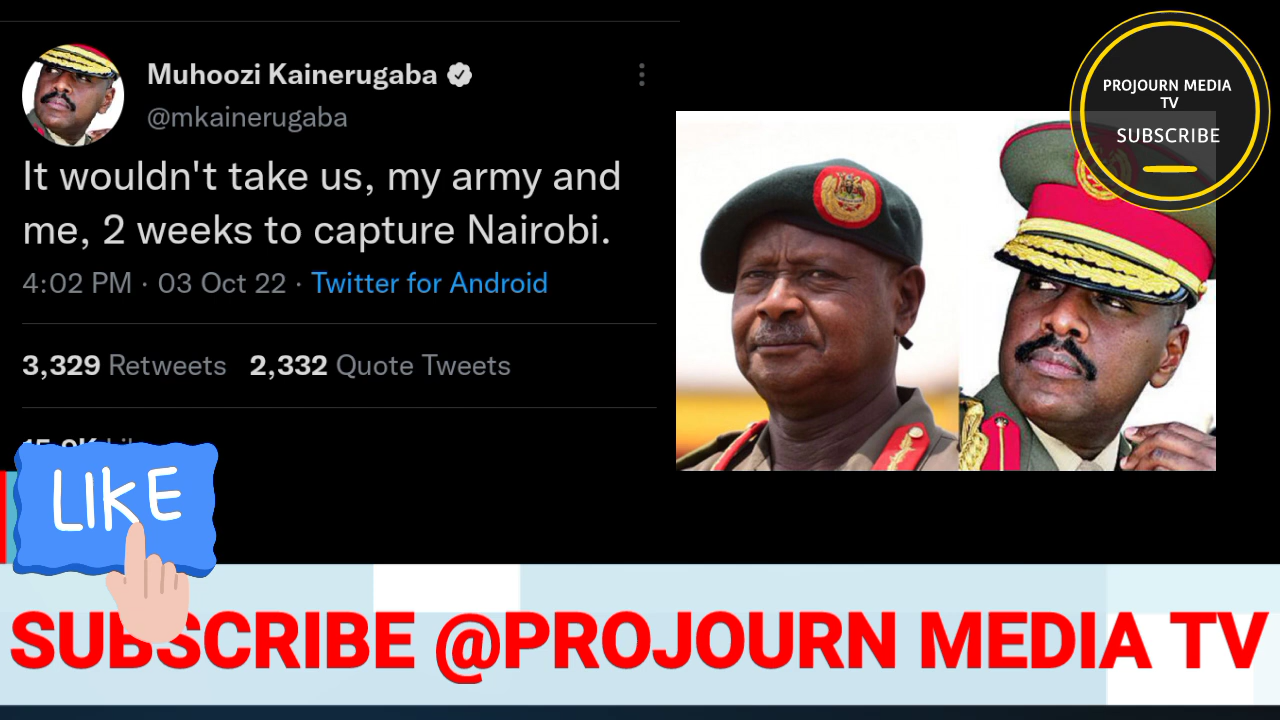 Muhoozi Kainerugaba
@mkainerugaba
It wouldn't take us, my army and
me, 2 weeks to capture Nairobi.
4:02 PM · 03 Oct 22 · Twitter for Android
3,329 Retweets 2,332 Quote Tweets
LIKE
PROJOURN MEDIA
TV
SUBSCRIBE
SUBSCRIBE @PROJOURN MEDIA TV